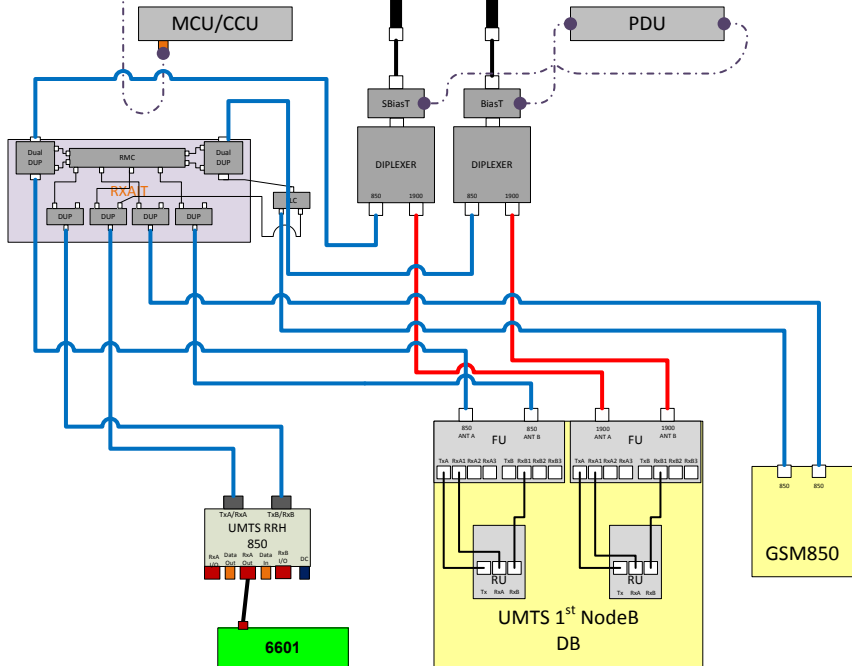 MCU/CCU
PDU
SBiasT
BiasT
Dual
DUP
RMC
Dual
DUP
DIPLEXER
DIPLEXER
RXAIT
850
1900
850
1900
DUP
DUP
DUP
DUP
850
ANT A
FU
850
ANT B
1900
ANT A
FU
1900
ANT B
TxA RxA1 RxA2 RxA3 TxB RxB1 RxB2 RxB3
TxA RxA1 RxA2 RxA3 TxB RxB1 RxB2 RxB3
850
850
TxA/RxA
TxB/RxB
UMTS RRH
850
RxA
I/O
Data
Out
RxA
Out
Data
In
RxB
I/O
DC
GSM850
RU
Tx RxA RxB
RU
Tx RxA RxB
UMTS 1st NodeB
DB
6601